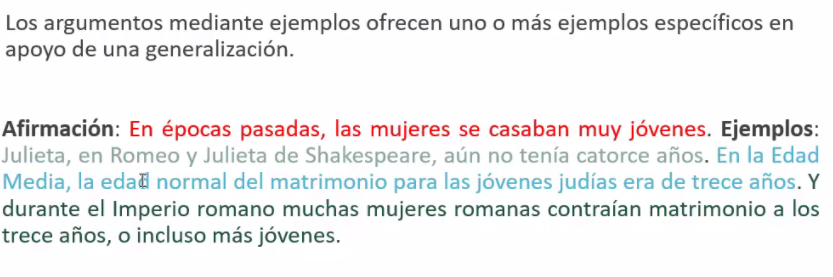 Los argumentos mediante ejemplos ofrecen uno o más ejemplos específicos en
apoyo de una generalización.
Afirmación: En épocas pasadas, las mujeres se casaban muy jóvenes. Ejemplos:
Julieta, en Romeo y Julieta de Shakespeare, aún no tenía catorce años. En la Edad
Media, la edad normal del matrimonio para las jóvenes judías era de trece años. Y
durante el Imperio romano muchas mujeres romanas contraían matrimonio a los
trece años, o incluso más jóvenes.